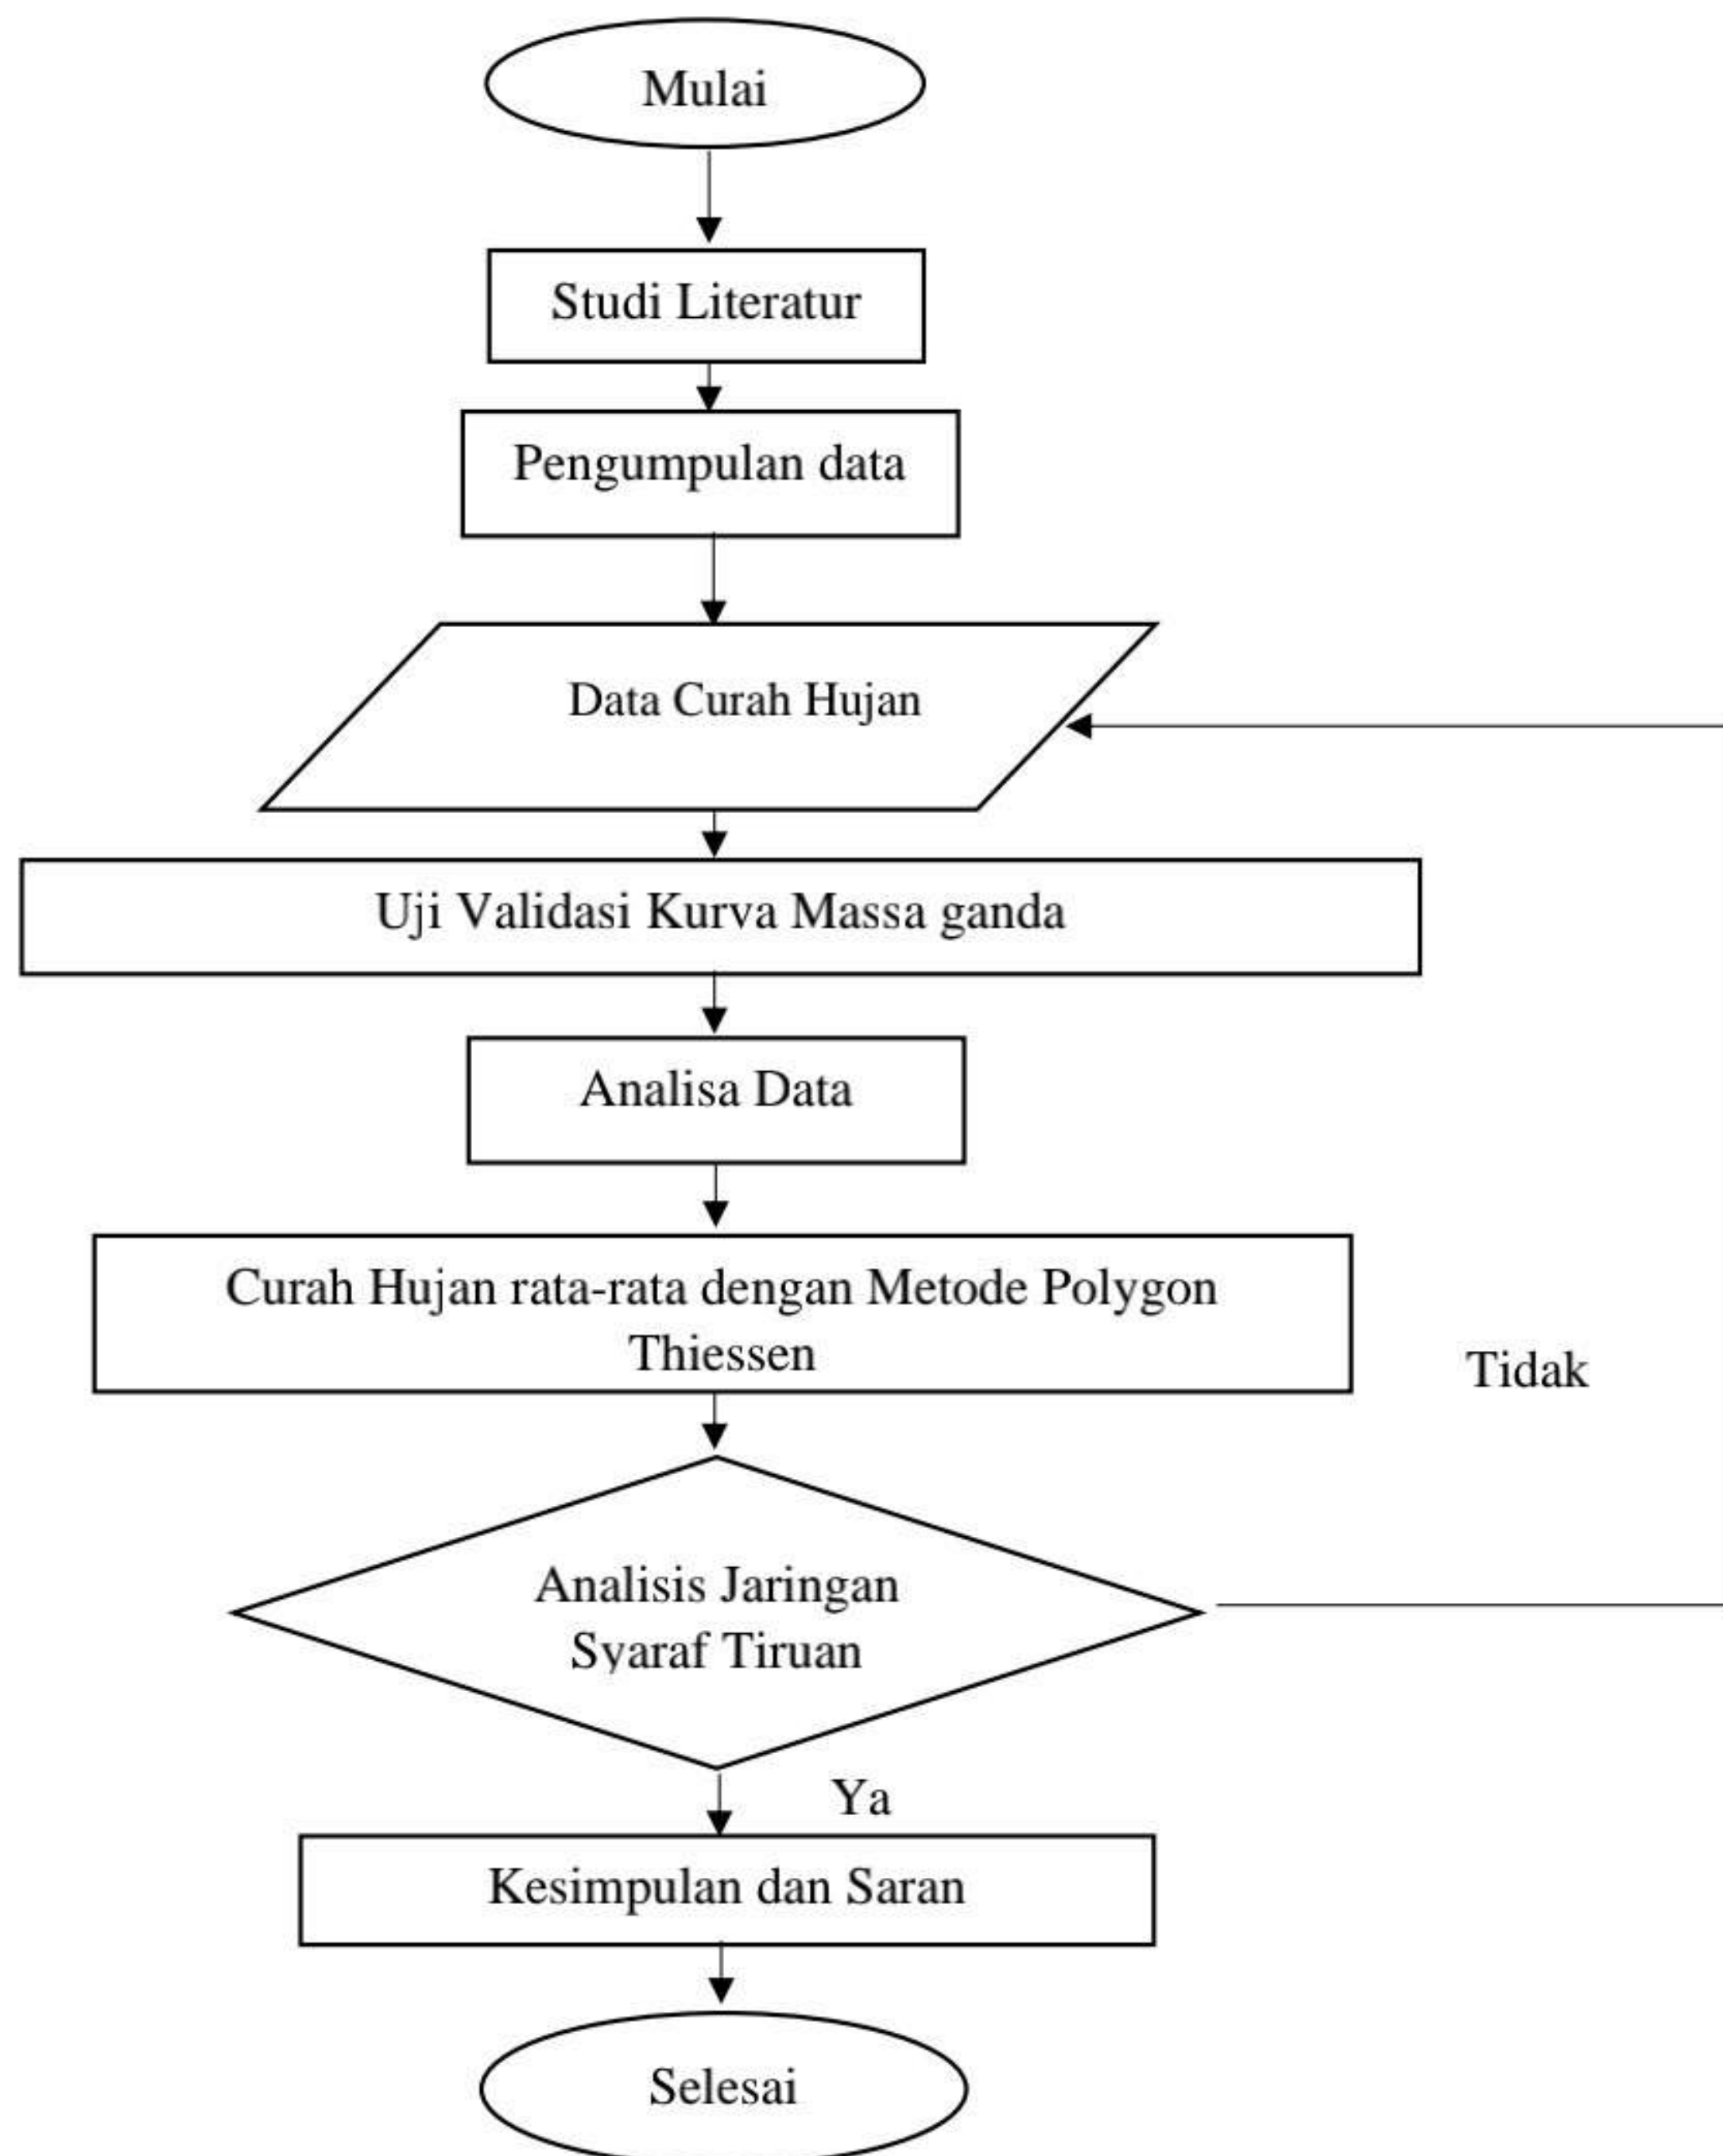 Mulai
Studi Literatur
Pengumpulan data
Data Curah Hujan
Uji Validasi Kurva Massa ganda
Analisa Data
Curah Hujan rata-rata dengan Metode Polygon
Thiessen
Tidak
Analisis Jaringan
Syaraf Tiruan
Ya
Kesimpulan dan Saran
Selesai